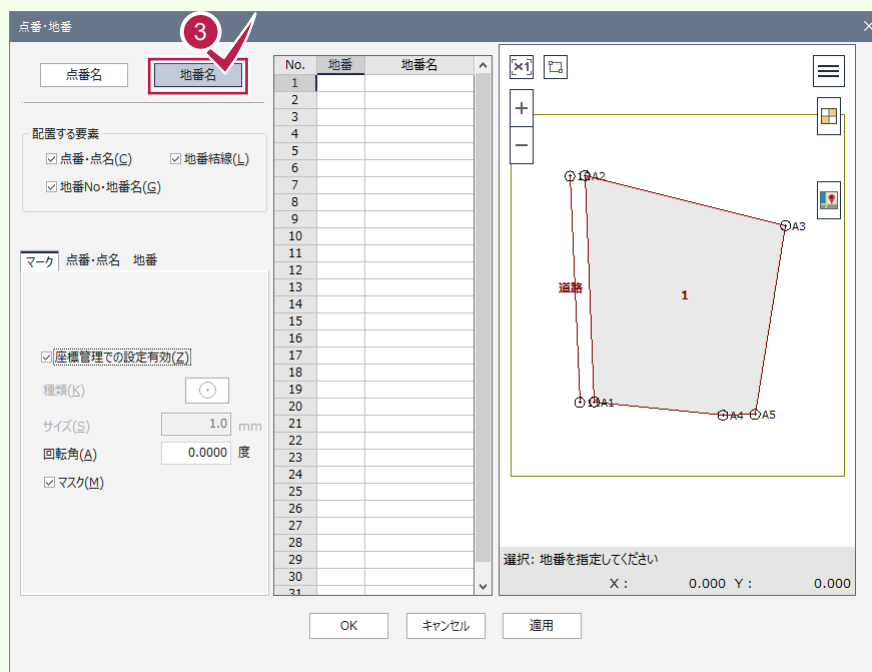 点番・地番
3
点番名
地番名
配置する要素
点番・点名(C)
地番結線(L)
地番No・地番名(G)
マーク 点番・点名 地番
座標管理での設定有効(Z)
種類(K)
サイズ(S) 1.0 mm
回転角(A) 0.0000 度
マスク(M)
No. 地番 地番名
1
2
3
4
5
6
7
8
9
10
11
12
13
14
15
16
17
18
19
20
21
22
23
24
25
26
27
28
29
30
31
×1
A2
A3
道路
1
A1
A4
A5
選択: 地番を指定してください
X : 0.000 Y : 0.000
OK
キャンセル
適用